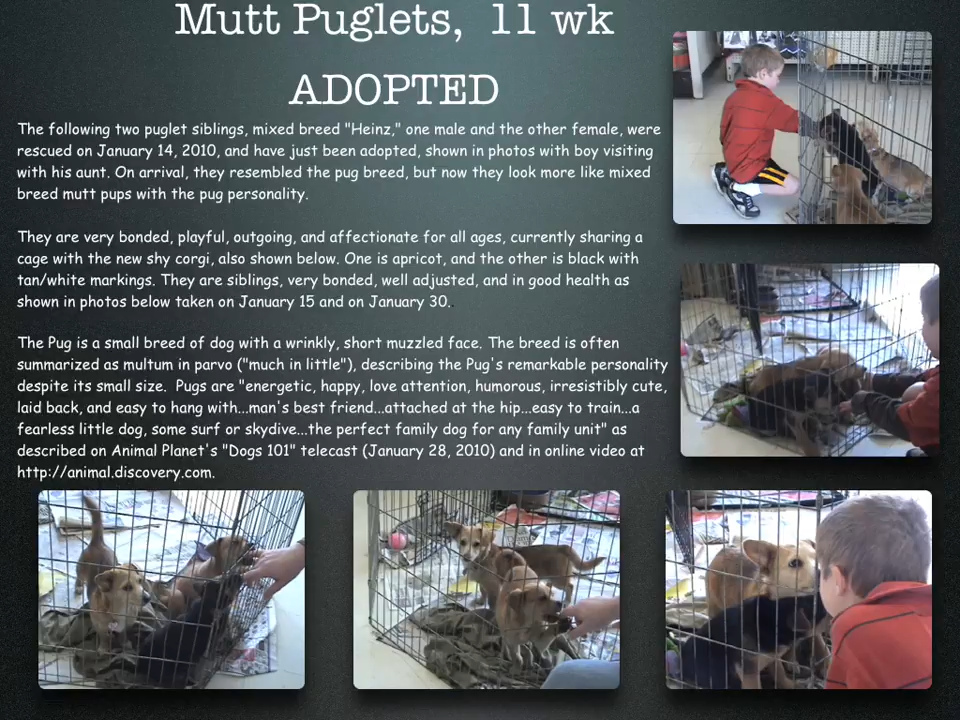 Mutt Puglets, 11 wk
ADOPTED
The following two puglet siblings, mixed breed "Heinz," one male and the other female, were
rescued on January 14, 2010, and have just been adopted, shown in photos with boy visiting
with his aunt. On arrival, they resembled the pug breed, but now they look more like mixed
breed mutt pups with the pug personality.
They are very bonded, playful, outgoing, and affectionate for all ages, currently sharing a
cage with the new shy corgi, also shown below. One is apricot, and the other is black with
tan/white markings. They are siblings, very bonded, well adjusted, and in good health as
shown in photos below taken on January 15 and on January 30.
The Pug is a small breed of dog with a wrinkly, short muzzled face. The breed is often
summarized as multum in parvo ("much in little"), describing the Pug's remarkable personality
despite its small size. Pugs are "energetic, happy, love attention, humorous, irresistibly cute,
laid back, and easy to hang with...man's best friend...attached at the hip...easy to train...a
fearless little dog, some surf or skydive...the perfect family dog for any family unit" as
described on Animal Planet's "Dogs 101" telecast (January 28, 2010) and in online video at
http://animal.discovery.com.